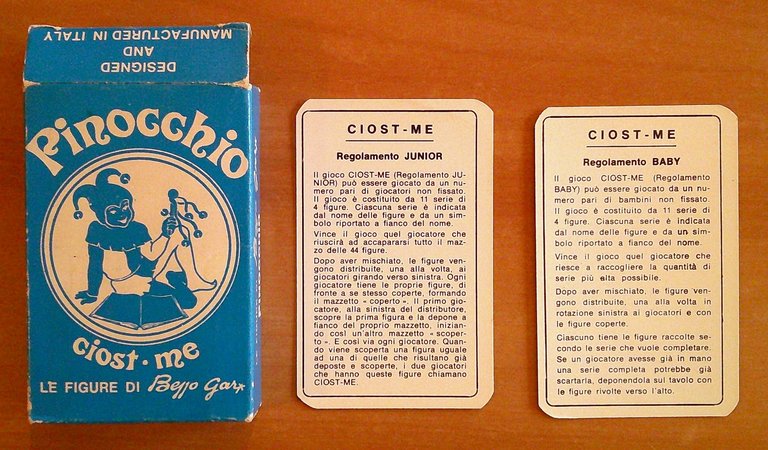 DESIGNED
AND
MANUFACTURED IN ITALY
Pinocchio
ciost-me
LE FIGURE DI
CIOST-ME
Regolamento JUNIOR
Il gioco CIOST-ME (Regolamento JU-
NIOR) può essere giocato da un nu-
mero pari di giocatori non fissato.
Il gioco è costituito da 11 serie di
4 figure. Ciascuna serie è indicata
dal nome delle figure e da un sim-
bolo riportato a fianco del nome.
Vince il gioco quel giocatore che
riuscirà ad accapararsi tutto il maz-
zo delle 44 figure.
Dopo aver mischiato, le figure ven-
gono distribuite, una alla volta, ai
giocatori girando verso sinistra. Ogni
giocatore tiene le proprie figure, di
fronte a se stesso coperte, formando
il mazzetto « coperto ». Il primo gio-
catore, alla sinistra del distributore,
scopre la prima figura e la depone a
fianco del proprio mazzetto, inizian-
do così un'altro mazzetto « scoper-
to ». E così via ogni giocatore. Quan-
do viene scoperta una figura uguale
ad una di quelle che risultano già
deposte e scoperte, i due giocatori
che hanno queste figure chiamano
CIOST-ME.
CIOST-ME
Regolamento BABY
Il gioco CIOST-ME (Regolamento
BABY) può essere giocato da un nu-
mero pari di bambini non fissato.
Il gioco è costituito da 11 serie di
4 figure. Ciascuna serie è indicata
dal nome delle figure e da un sim-
bolo riportato a fianco del nome.
Vince il gioco quel giocatore che
riesce a raccogliere la quantità di
serie più alta possibile.
Dopo aver mischiato, le figure ven-
gono distribuite, una alla volta in
rotazione sinistra ai giocatori e con
le figure coperte.
Ciascuno tiene le figure raccolte se-
condo le serie che vuole completare.
Se un giocatore avesse già in mano
una serie completa potrebbe già
scartarla, deponendola sul tavolo con
le figure rivolte verso l'alto.